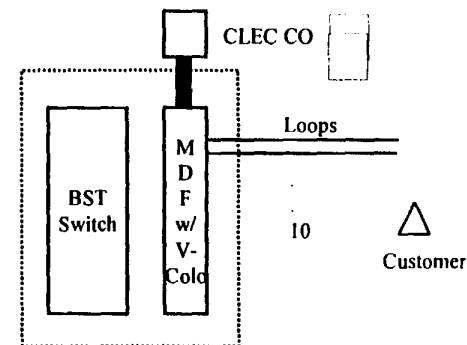 CLEC CO
Loops
M
D
F
w/
V-
Colo
BST
Switch
10
Customer